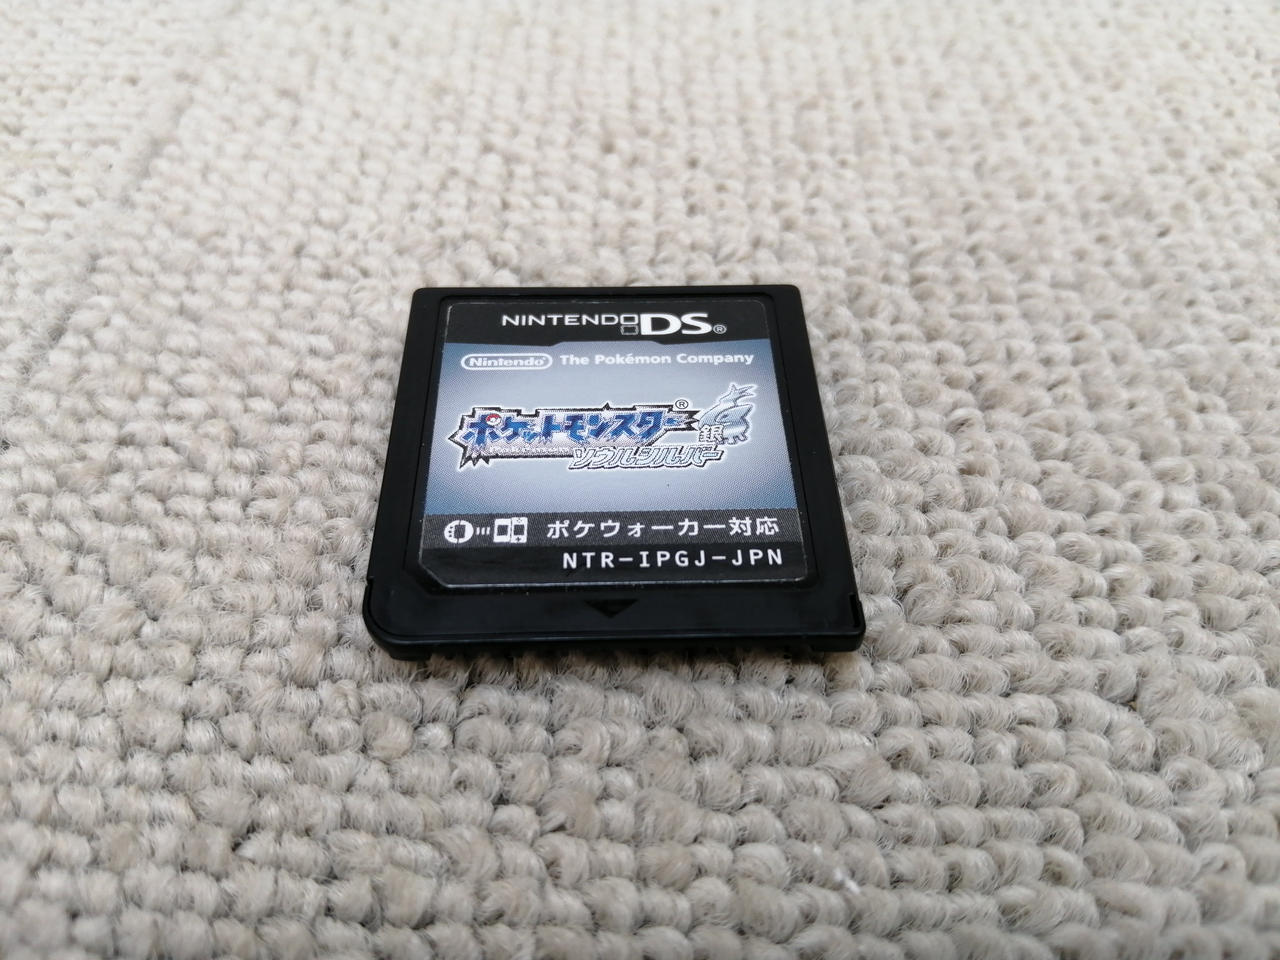 NINTENDO DS®
Nintendo® The Pokémon Company
ポケットモンスター®
Pokémon
銀
ソウルシルバー
ポケウォーカー対応
NTR-IPGJ-JPN